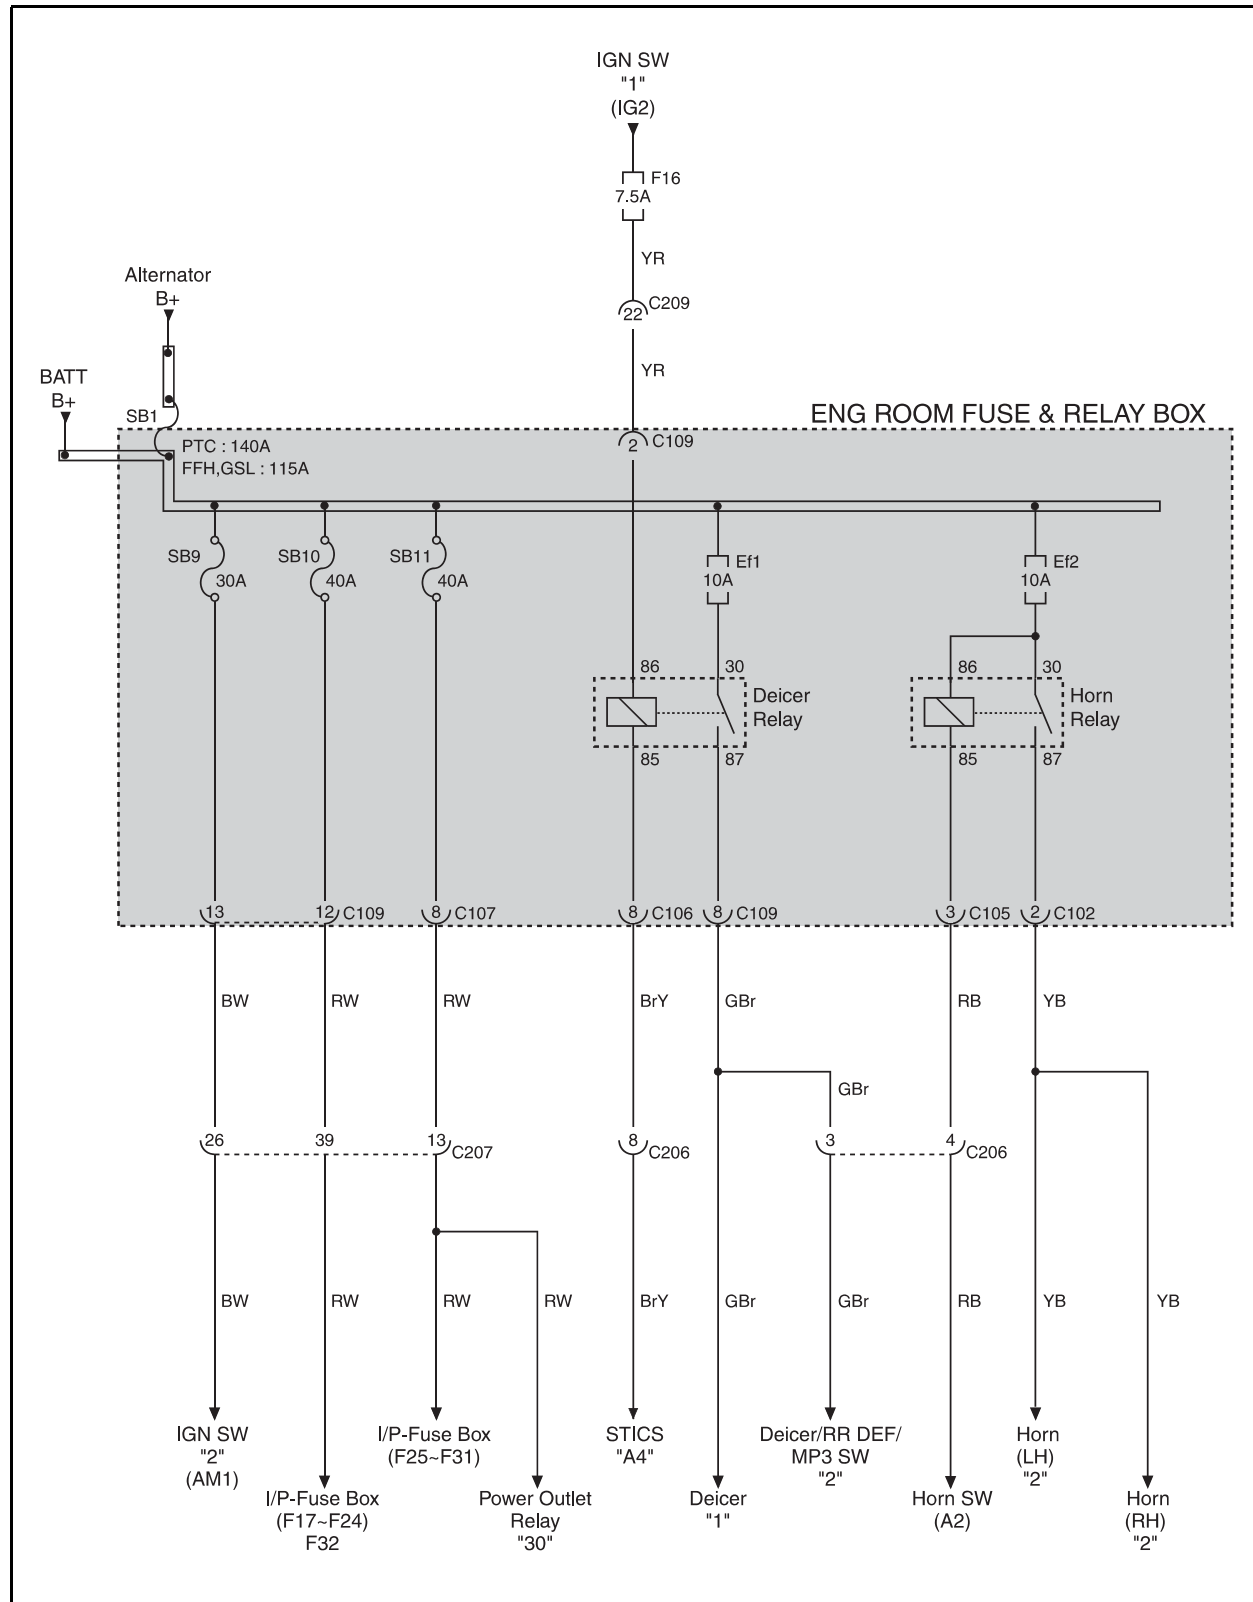 IGN SW
"1"
(IG2)
F16
7.5A
YR
C209
22
YR
Alternator
B+
BATT
B+
SB1
ENG ROOM FUSE & RELAY BOX
PTC : 140A
FFH,GSL : 115A
2 C109
SB9
30A
SB10
40A
SB11
40A
Ef1
10A
Ef2
10A
86 30
Deicer
Relay
85 87
86 30
Horn
Relay
85 87
13 12 C109 8 C107 8 C106 8 C109 3 C105 2 C102
BW RW RW BrY GBr RB YB
GBr
26 39 13 C207 8 C206 3 4 C206
BW RW RW RW BrY GBr GBr RB YB YB
IGN SW
"2"
(AM1)
I/P-Fuse Box
(F17~F24)
F32
I/P-Fuse Box
(F25~F31)
Power Outlet
Relay
"30"
STICS
"A4"
Deicer
"1"
Deicer/RR DEF/
MP3 SW
"2"
Horn SW
(A2)
Horn
(LH)
"2"
Horn
(RH)
"2"